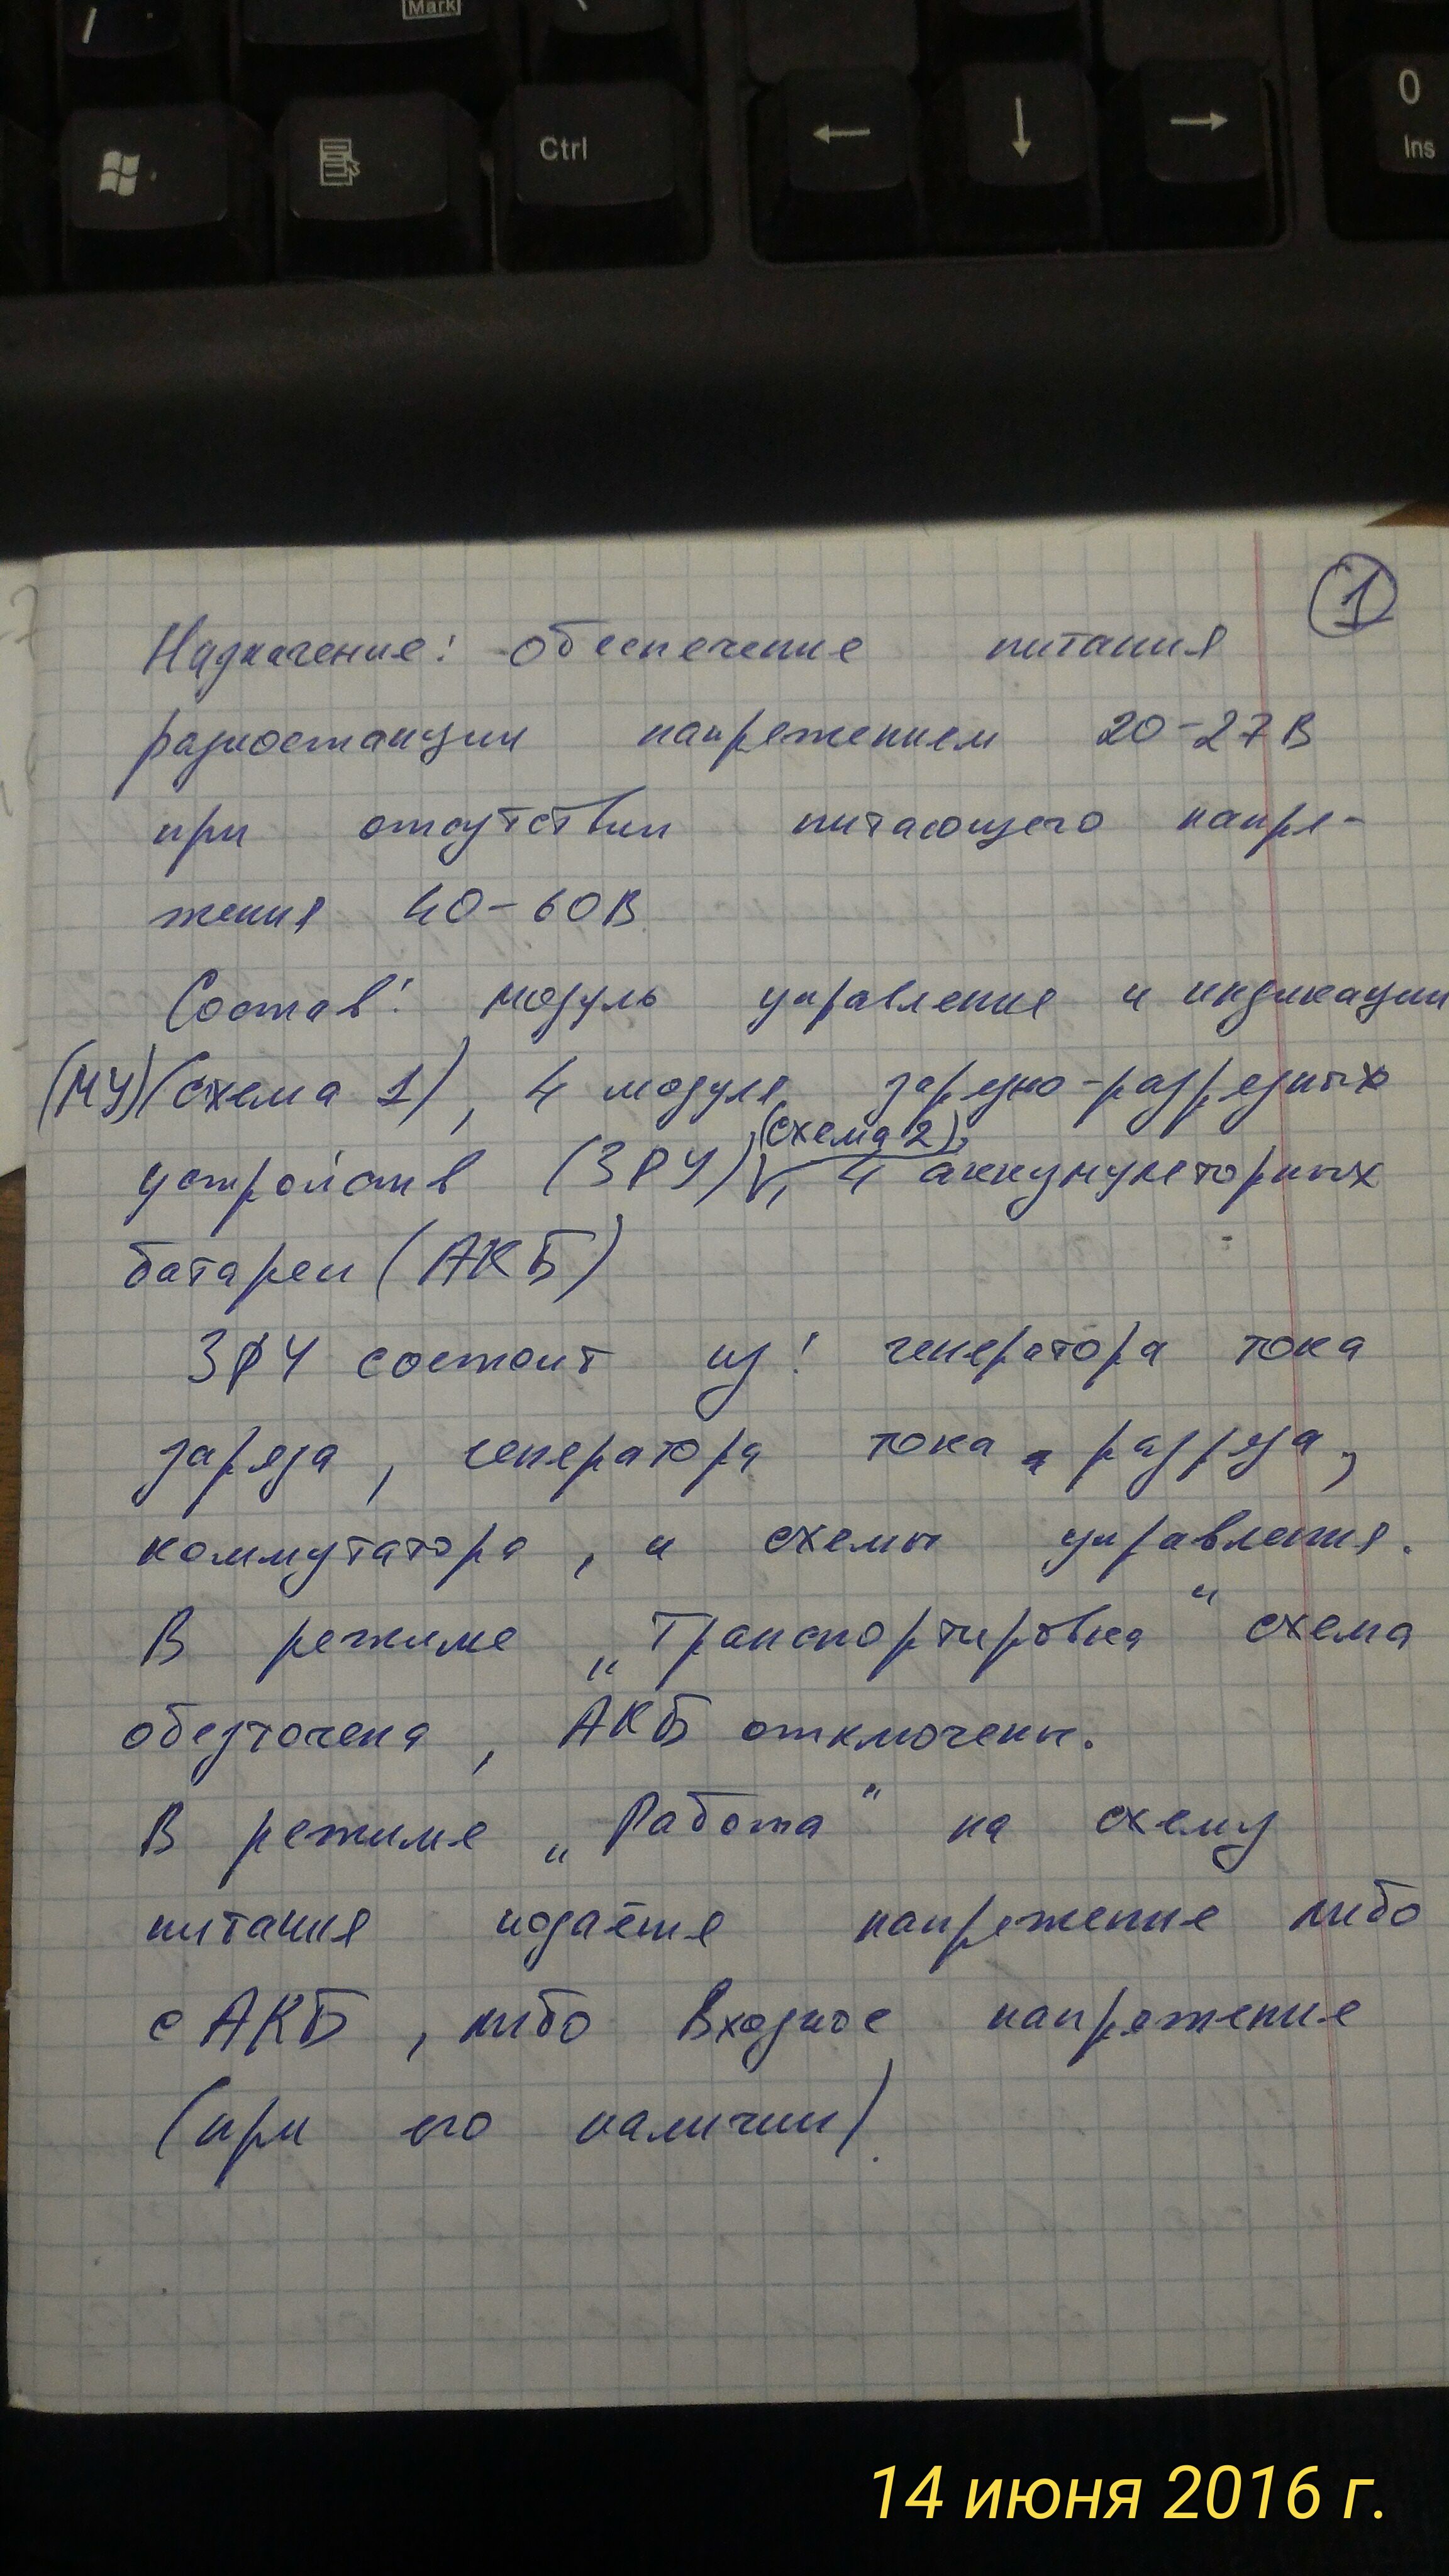 Mark
Ctrl
0
Ins
1
Назначение: обеспечение питания
радиостанции напряжением 20-27В
при отсутствии питающего напря-
жения 40-60В
Состав: модуль управления и индикации
(МУ)(схема 1), 4 модуля зарядно-разрядных
(схема 2),
устройств (ЗРУ), 4 аккумуляторных
батареи (АКБ)
ЗРУ состоит из: генератора тока
заряда, генератора тока разряда,
коммутатора, и схемы управления.
В режиме „Транспортировка“ схема
обезточена, АКБ отключены.
В режиме „Работа“ на схему
питания подаётся напряжение либо
с АКБ, либо входное напряжение
(при его наличии).
14 июня 2016 г.